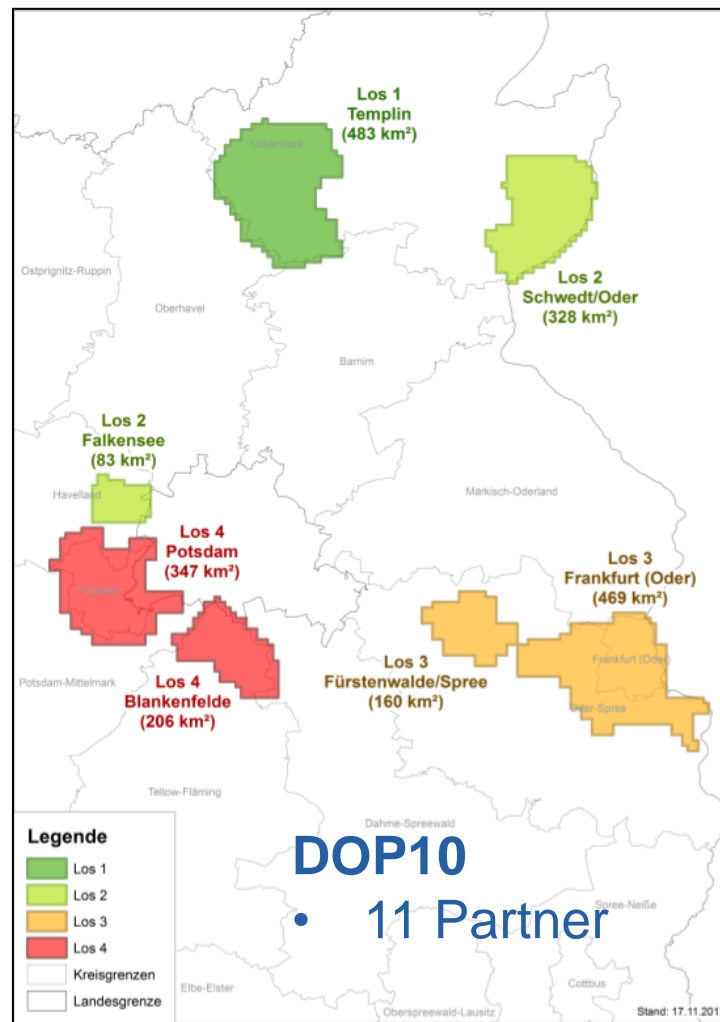 Los 1
Templin
(483 km²)
Uckermark
Los 2
Schwedt/Oder
(328 km²)
Ostprignitz-Ruppin
Oberhavel
Barnim
Los 2
Falkensee
(83 km²)
Havelland
Märkisch-Oderland
Los 4
Potsdam
(347 km²)
Potsdam
Los 3
Frankfurt (Oder)
(469 km²)
Frankfurt (Oder)
Los 3
Fürstenwalde/Spree
(160 km²)
Oder-Spree
Potsdam-Mittelmark
Los 4
Blankenfelde
(206 km²)
Teltow-Fläming
Dahme-Spreewald
DOP10
• 11 Partner
Spree-Neiße
Legende
Los 1
Los 2
Los 3
Los 4
Kreisgrenzen
Landesgrenze
Elbe-Elster
Cottbus
Oberspreewald-Lausitz
Stand: 17.11.201